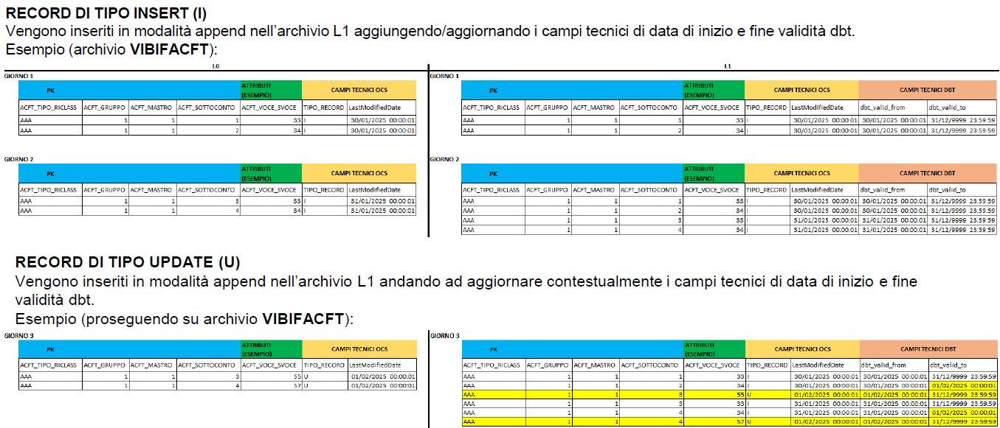 RECORD DI TIPO INSERT (I)
Vengono inseriti in modalità append nell'archivio L1 aggiungendo/aggiornando i campi tecnici di data di inizio e fine validità dbt.
Esempio (archivio VIBIFACFT):
L0
L1
GIORNO 1
PK ATTRIBUTI (ESEMPIO) CAMPI TECNICI OCS
ACFT_TIPO_RICLASS ACFT_GRUPPO ACFT_MASTRO ACFT_SOTTOCONTO ACFT_VOCE_SVOCE TIPO_RECORD LastModifiedDate
AAA 1 1 1 33 I 30/01/2025 00:00:01
AAA 1 1 2 34 I 30/01/2025 00:00:01
GIORNO 1
PK ATTRIBUTI (ESEMPIO) CAMPI TECNICI OCS CAMPI TECNICI DBT
ACFT_TIPO_RICLASS ACFT_GRUPPO ACFT_MASTRO ACFT_SOTTOCONTO ACFT_VOCE_SVOCE TIPO_RECORD LastModifiedDate dbt_valid_from dbt_valid_to
AAA 1 1 1 33 I 30/01/2025 00:00:01 30/01/2025 00:00:01 31/12/9999 23:59:59
AAA 1 1 2 34 I 30/01/2025 00:00:01 30/01/2025 00:00:01 31/12/9999 23:59:59
GIORNO 2
PK ATTRIBUTI (ESEMPIO) CAMPI TECNICI OCS
ACFT_TIPO_RICLASS ACFT_GRUPPO ACFT_MASTRO ACFT_SOTTOCONTO ACFT_VOCE_SVOCE TIPO_RECORD LastModifiedDate
AAA 1 1 3 33 I 31/01/2025 00:00:01
AAA 1 1 4 34 I 31/01/2025 00:00:01
GIORNO 2
PK ATTRIBUTI (ESEMPIO) CAMPI TECNICI OCS CAMPI TECNICI DBT
ACFT_TIPO_RICLASS ACFT_GRUPPO ACFT_MASTRO ACFT_SOTTOCONTO ACFT_VOCE_SVOCE TIPO_RECORD LastModifiedDate dbt_valid_from dbt_valid_to
AAA 1 1 1 33 I 30/01/2025 00:00:01 30/01/2025 00:00:01 31/12/9999 23:59:59
AAA 1 1 2 34 I 30/01/2025 00:00:01 30/01/2025 00:00:01 31/12/9999 23:59:59
AAA 1 1 3 33 I 31/01/2025 00:00:01 31/01/2025 00:00:01 31/12/9999 23:59:59
AAA 1 1 4 34 I 31/01/2025 00:00:01 31/01/2025 00:00:01 31/12/9999 23:59:59
RECORD DI TIPO UPDATE (U)
Vengono inseriti in modalità append nell'archivio L1 andando ad aggiornare contestualmente i campi tecnici di data di inizio e fine
validità dbt.
Esempio (proseguendo su archivio VIBIFACFT):
GIORNO 3
PK ATTRIBUTI (ESEMPIO) CAMPI TECNICI OCS
ACFT_TIPO_RICLASS ACFT_GRUPPO ACFT_MASTRO ACFT_SOTTOCONTO ACFT_VOCE_SVOCE TIPO_RECORD LastModifiedDate
AAA 1 1 3 55 U 01/02/2025 00:00:01
AAA 1 1 4 57 U 01/02/2025 00:00:01
GIORNO 3
PK ATTRIBUTI (ESEMPIO) CAMPI TECNICI OCS CAMPI TECNICI DBT
ACFT_TIPO_RICLASS ACFT_GRUPPO ACFT_MASTRO ACFT_SOTTOCONTO ACFT_VOCE_SVOCE TIPO_RECORD LastModifiedDate dbt_valid_from dbt_valid_to
AAA 1 1 1 33 I 30/01/2025 00:00:01 30/01/2025 00:00:01 31/12/9999 23:59:59
AAA 1 1 2 34 I 30/01/2025 00:00:01 30/01/2025 00:00:01 01/02/2025 00:00:01
AAA 1 1 3 55 U 01/02/2025 00:00:01 01/02/2025 00:00:01 31/12/9999 23:59:59
AAA 1 1 3 33 I 31/01/2025 00:00:01 31/01/2025 00:00:01 31/12/9999 23:59:59
AAA 1 1 4 34 I 31/01/2025 00:00:01 31/01/2025 00:00:01 01/02/2025 00:00:01
AAA 1 1 4 57 U 01/02/2025 00:00:01 01/02/2025 00:00:01 31/12/9999 23:59:59